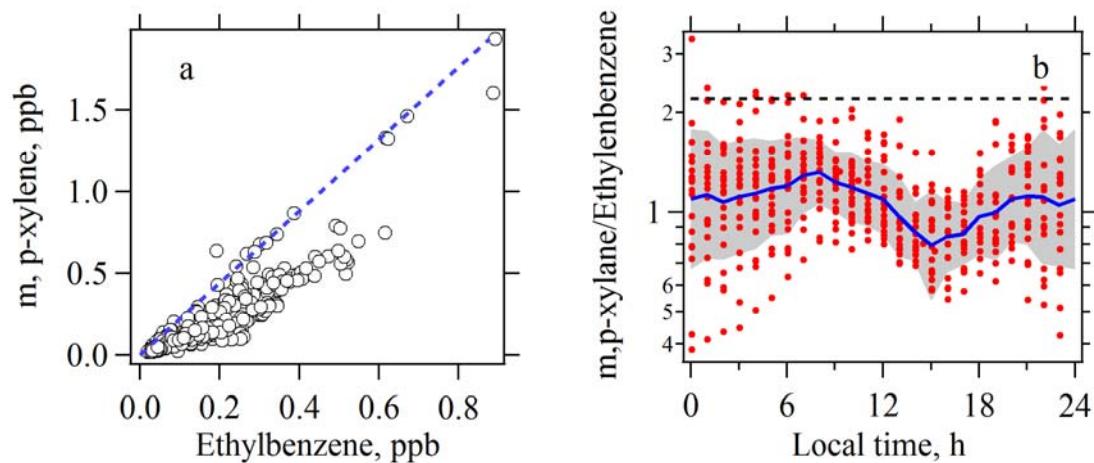 a
m, p-xylene, ppb
1.5
1.0
0.5
0.0
0.0 0.2 0.4 0.6 0.8
Ethylbenzene, ppb
b
m,p-xylane/Ethylenbenzene
3
2
1
8
6
5
4
0 6 12 18 24
Local time, h